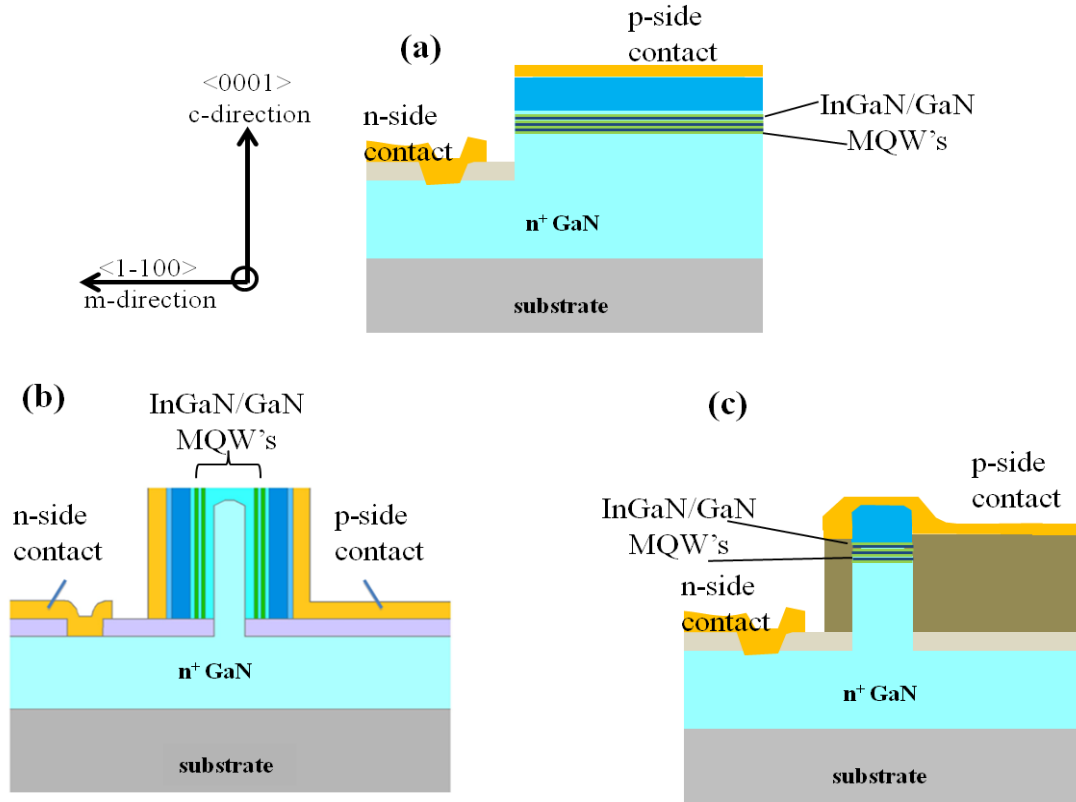 (a)
p-side
contact
<0001>
c-direction
InGaN/GaN
MQW's
n-side
contact
n+ GaN
<1-100>
m-direction
substrate
(b)
InGaN/GaN
MQW's
n-side
contact
p-side
contact
n+ GaN
substrate
(c)
p-side
contact
InGaN/GaN
MQW's
n-side
contact
n+ GaN
substrate